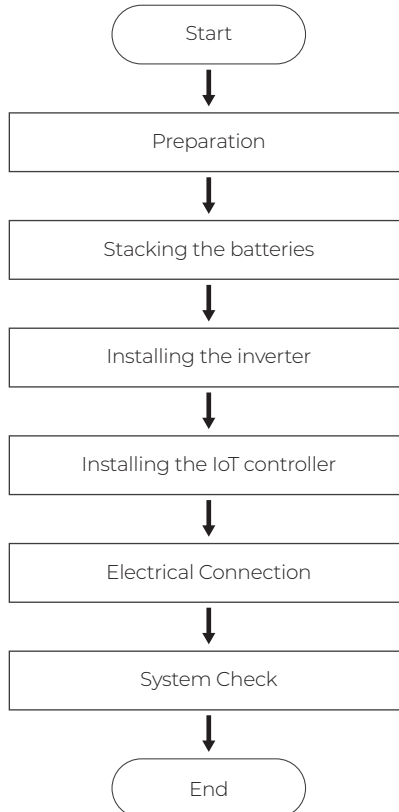 Start
Preparation
Stacking the batteries
Installing the inverter
Installing the IoT controller
Electrical Connection
System Check
End